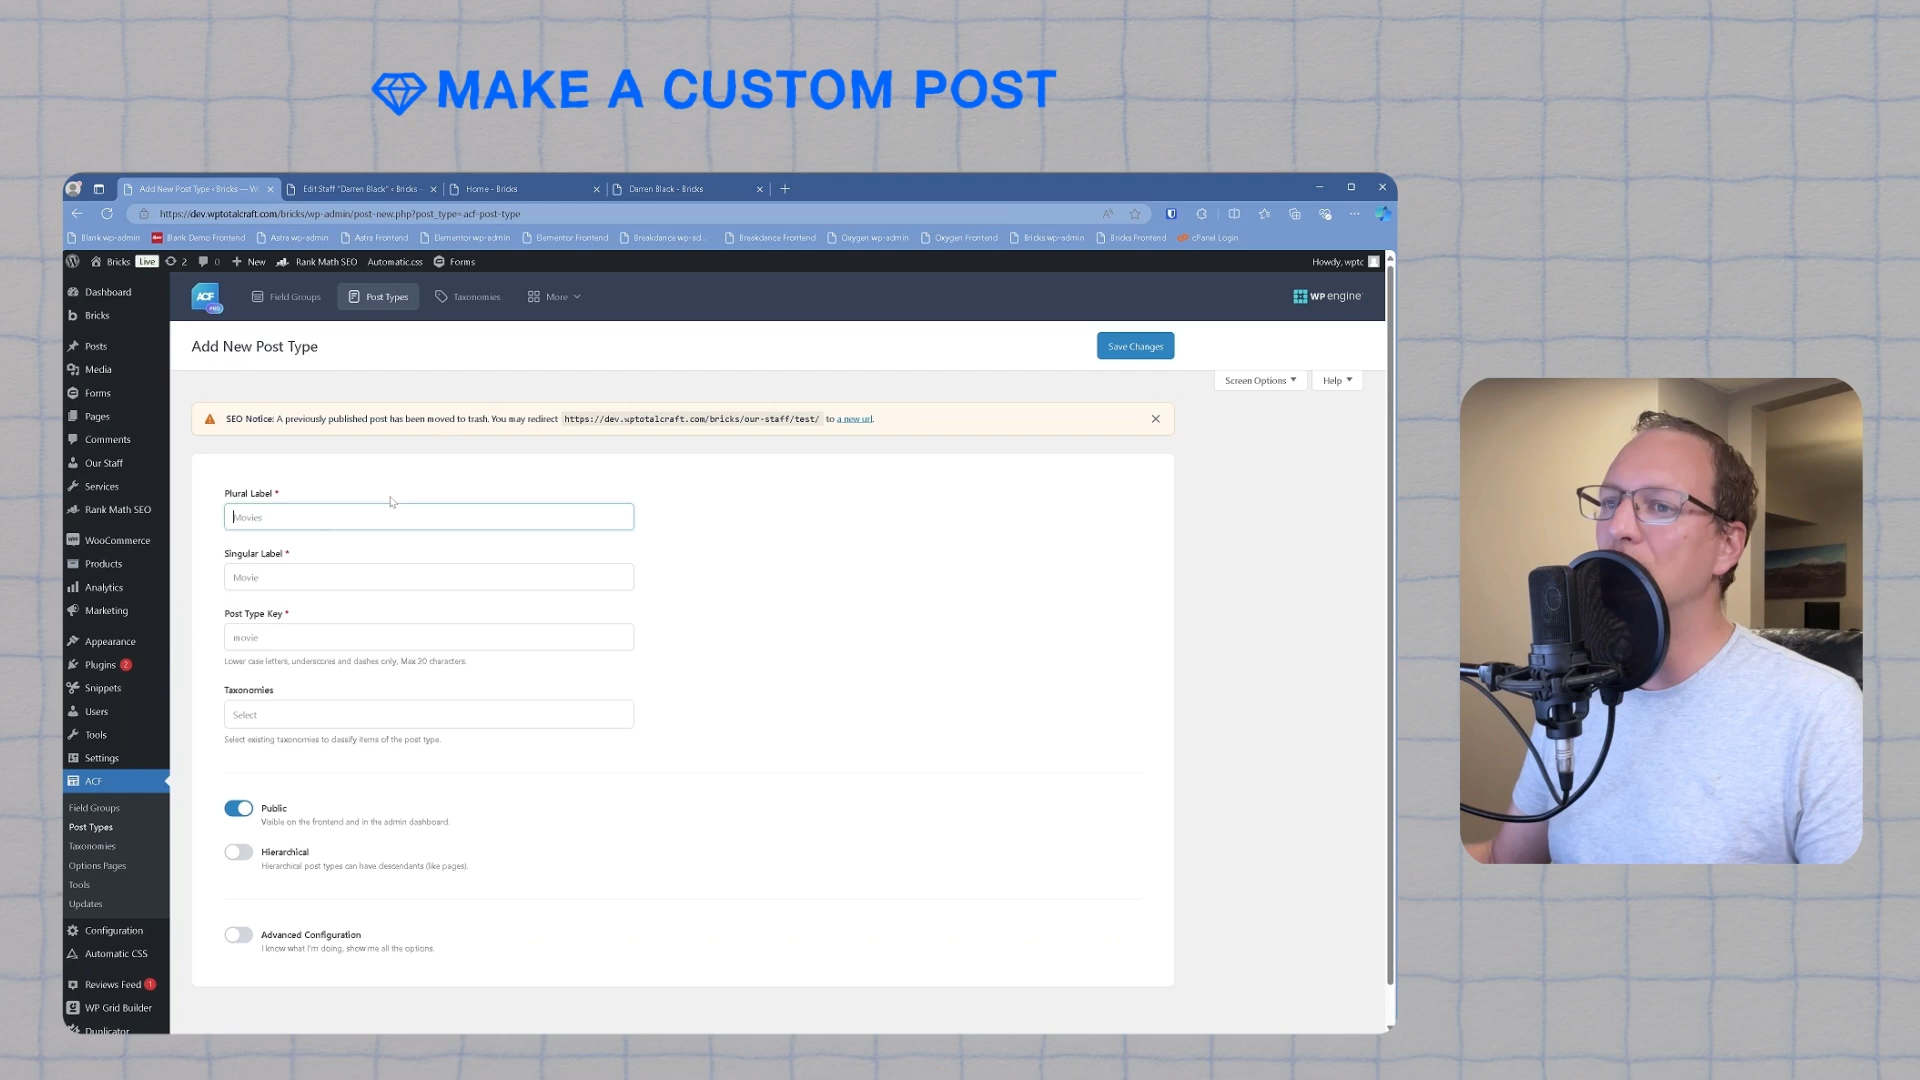 MAKE A CUSTOM POST
Add New Post Type ‹ Bricks — W
Edit Staff "Darren Black" ‹ Bricks
Home - Bricks
Darren Black - Bricks
https://dev.wptotalcraft.com/bricks/wp-admin/post-new.php?post_type=acf-post-type
Blank wp-admin
Blank Demo Frontend
Astra wp-admin
Astra Frontend
Elementor wp-admin
Elementor Frontend
Breakdance wp-ad...
Breakdance Frontend
Oxygen wp-admin
Oxygen Frontend
Bricks wp-admin
Bricks Frontend
cPanel Login
Bricks Live 2 0 New Rank Math SEO Automatic.css Forms
Howdy, wptc
ACF PRO
Field Groups
Post Types
Taxonomies
More
WP engine
Dashboard
Bricks
Posts
Media
Forms
Pages
Comments
Our Staff
Services
Rank Math SEO
WooCommerce
Products
Analytics
Marketing
Appearance
Plugins 2
Snippets
Users
Tools
Settings
ACF
Field Groups
Post Types
Taxonomies
Options Pages
Tools
Updates
Configuration
Automatic CSS
Reviews Feed 1
WP Grid Builder
Duplicator
Add New Post Type
Save Changes
Screen Options
Help
SEO Notice: A previously published post has been moved to trash. You may redirect https://dev.wptotalcraft.com/bricks/our-staff/test/ to a new url.
Plural Label *
Movies
Singular Label *
Movie
Post Type Key *
movie
Lower case letters, underscores and dashes only, Max 20 characters.
Taxonomies
Select
Select existing taxonomies to classify items of the post type.
Public
Visible on the frontend and in the admin dashboard.
Hierarchical
Hierarchical post types can have descendants (like pages).
Advanced Configuration
I know what I'm doing, show me all the options.